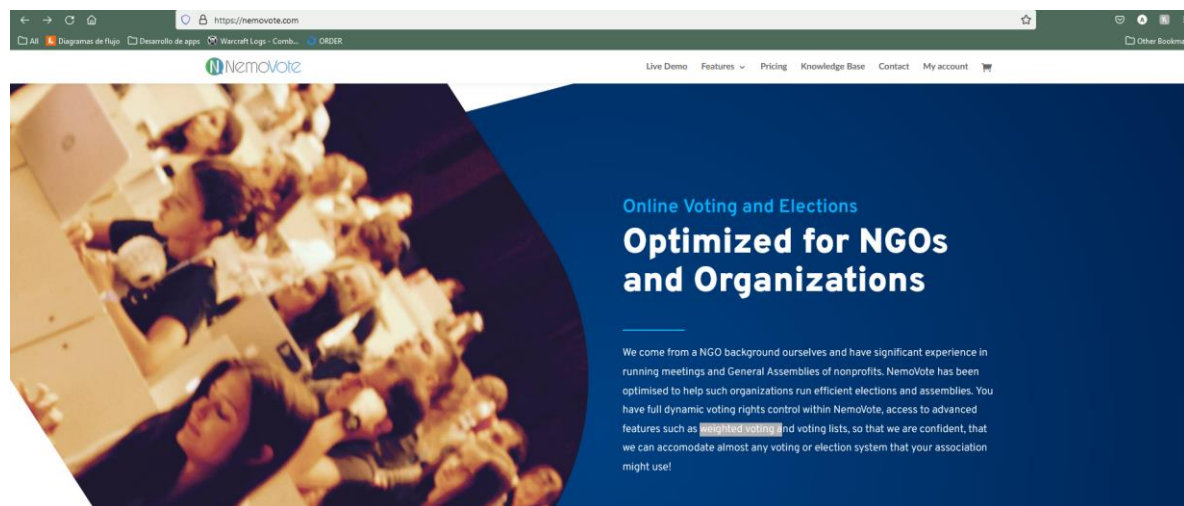 https://nemovote.com
All Diagramas de flujo Desarrollo de apps Warcraft Logs - Comb... ORDER
Other Bookma
NemoVote
Live Demo Features Pricing Knowledge Base Contact My account
Online Voting and Elections
Optimized for NGOs
and Organizations
We come from a NGO background ourselves and have significant experience in
running meetings and General Assemblies of nonprofits. NemoVote has been
optimised to help such organizations run efficient elections and assemblies. You
have full dynamic voting rights control within NemoVote, access to advanced
features such as weighted voting and voting lists, so that we are confident, that
we can accomodate almost any voting or election system that your association
might use!